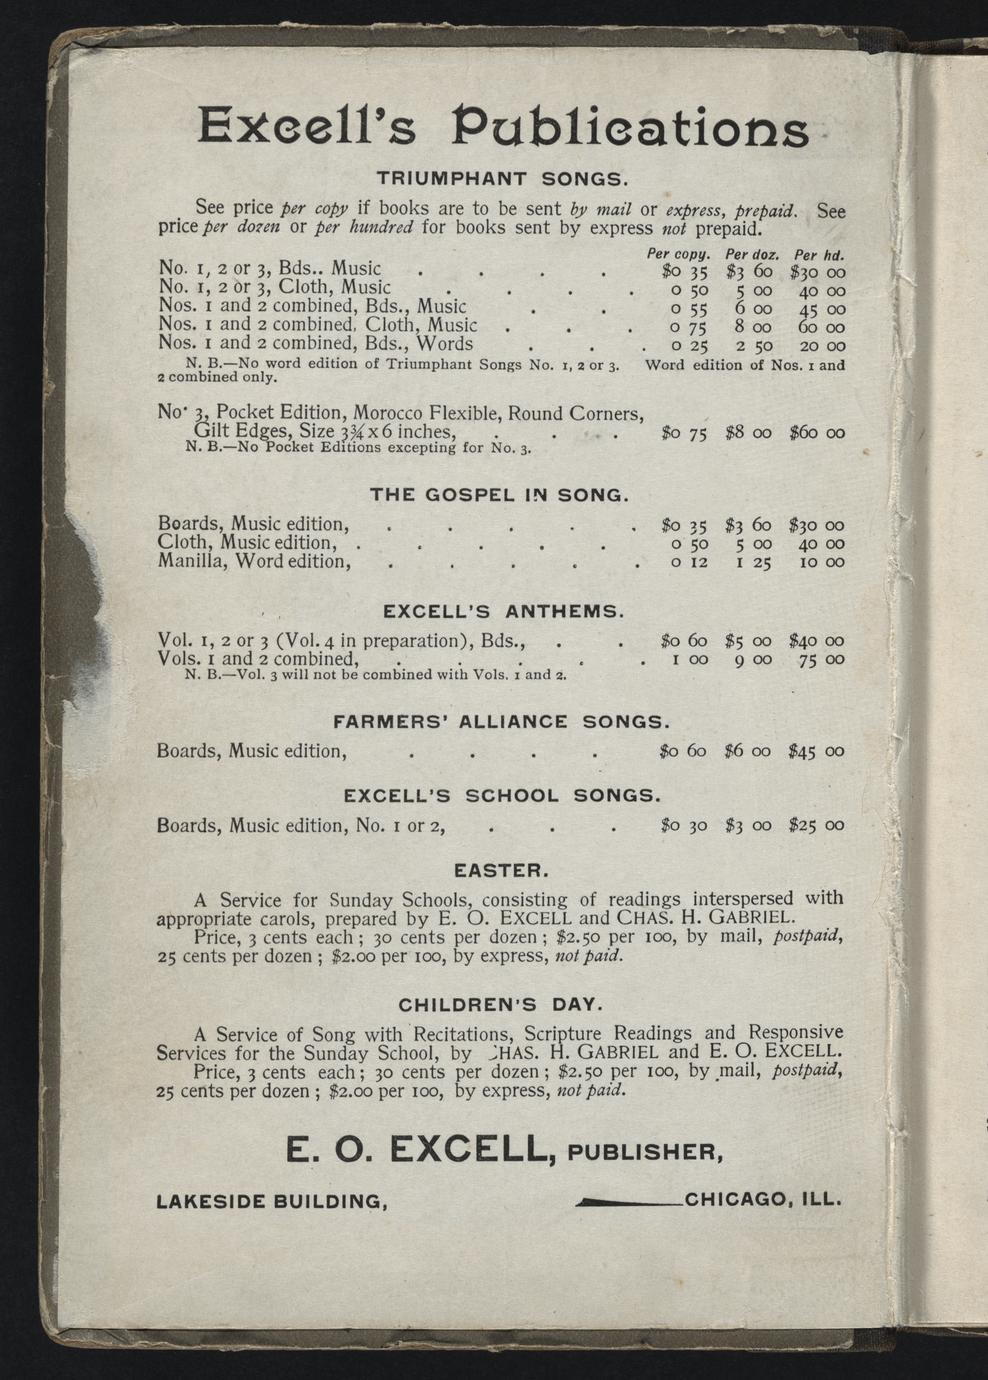 Excell's Publications
TRIUMPHANT SONGS.
See price per copy if books are to be sent by mail or express, prepaid. See
price per dozen or per hundred for books sent by express not prepaid.
Per copy. Per doz. Per hd.
No. 1, 2 or 3, Bds.. Music . . . . $0 35 $3 60 $30 00
No. 1, 2 or 3, Cloth, Music . . . . 0 50 5 00 40 00
Nos. 1 and 2 combined, Bds., Music . . 0 55 6 00 45 00
Nos. 1 and 2 combined, Cloth, Music . . . 0 75 8 00 60 00
Nos. 1 and 2 combined, Bds., Words . . . 0 25 2 50 20 00
N. B.—No word edition of Triumphant Songs No. 1, 2 or 3. Word edition of Nos. 1 and
2 combined only.
No· 3, Pocket Edition, Morocco Flexible, Round Corners,
Gilt Edges, Size 3¾ x 6 inches, . . . $0 75 $8 00 $60 00
N. B.—No Pocket Editions excepting for No. 3.
THE GOSPEL IN SONG.
Boards, Music edition, . . . . . $0 35 $3 60 $30 00
Cloth, Music edition, . . . . . 0 50 5 00 40 00
Manilla, Word edition, . . . . . 0 12 1 25 10 00
EXCELL'S ANTHEMS.
Vol. 1, 2 or 3 (Vol. 4 in preparation), Bds., . . $0 60 $5 00 $40 00
Vols. 1 and 2 combined, . . . . . 1 00 9 00 75 00
N. B.—Vol. 3 will not be combined with Vols. 1 and 2.
FARMERS' ALLIANCE SONGS.
Boards, Music edition, . . . . $0 60 $6 00 $45 00
EXCELL'S SCHOOL SONGS.
Boards, Music edition, No. 1 or 2, . . . $0 30 $3 00 $25 00
EASTER.
A Service for Sunday Schools, consisting of readings interspersed with
appropriate carols, prepared by E. O. EXCELL and CHAS. H. GABRIEL.
Price, 3 cents each; 30 cents per dozen; $2.50 per 100, by mail, postpaid,
25 cents per dozen; $2.00 per 100, by express, not paid.
CHILDREN'S DAY.
A Service of Song with Recitations, Scripture Readings and Responsive
Services for the Sunday School, by CHAS. H. GABRIEL and E. O. EXCELL.
Price, 3 cents each; 30 cents per dozen; $2.50 per 100, by mail, postpaid,
25 cents per dozen; $2.00 per 100, by express, not paid.
E. O. EXCELL, PUBLISHER,
LAKESIDE BUILDING, CHICAGO, ILL.